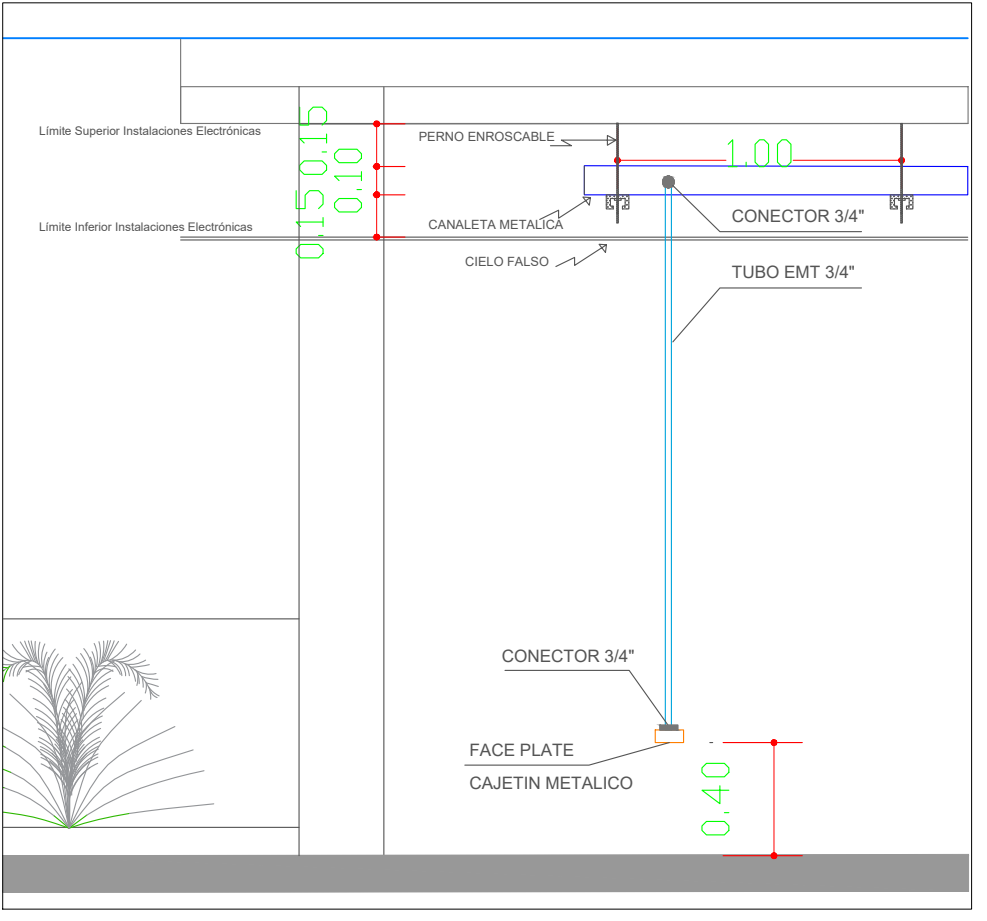 Límite Superior Instalaciones Electrónicas
0.15
0.10
0.15
PERNO ENROSCABLE
1.00
CANALETA METALICA
CONECTOR 3/4"
Límite Inferior Instalaciones Electrónicas
CIELO FALSO
TUBO EMT 3/4"
CONECTOR 3/4"
FACE PLATE
CAJETIN METALICO
0.40